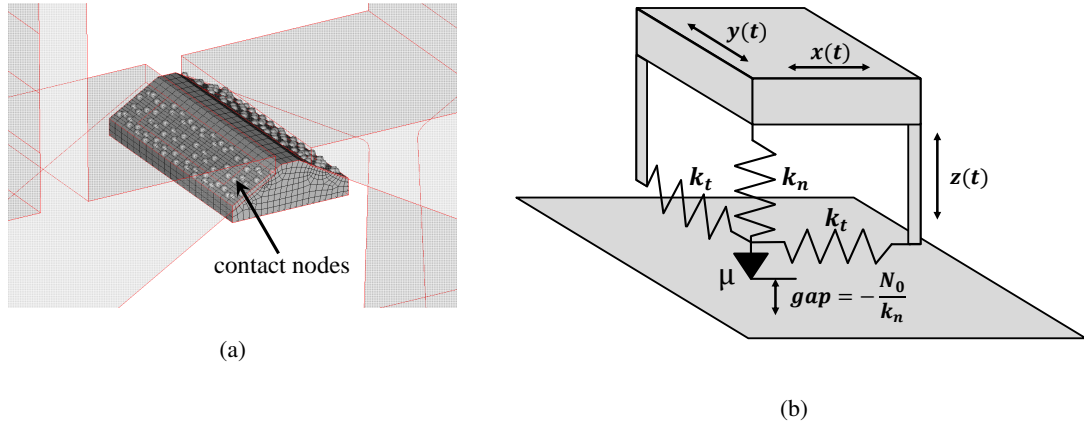 contact nodes
(a)
y(t)
x(t)
z(t)
k_t
k_n
k_t
μ
gap = -N_0/k_n
(b)